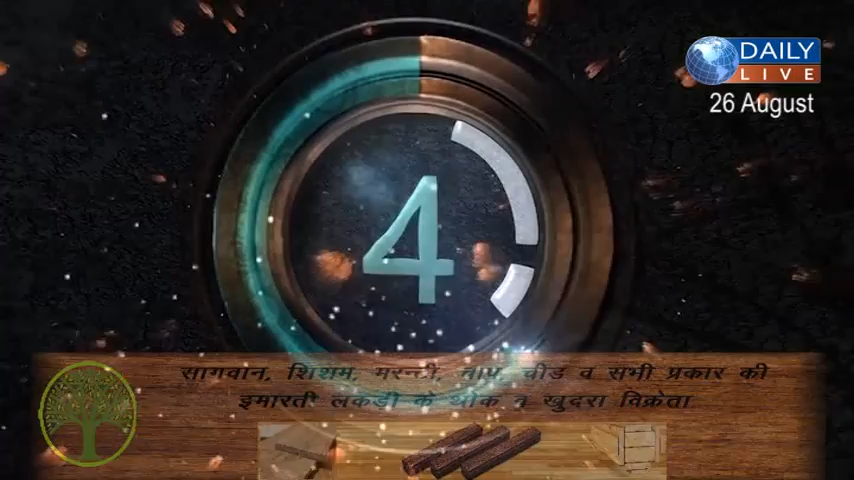 DAILY
LIVE
26 August
4
सागवान, शिशम, मरन्टी, साप, चीड व सभी प्रकार की
इमारती लकडी के थोक व खुदरा विक्रेता